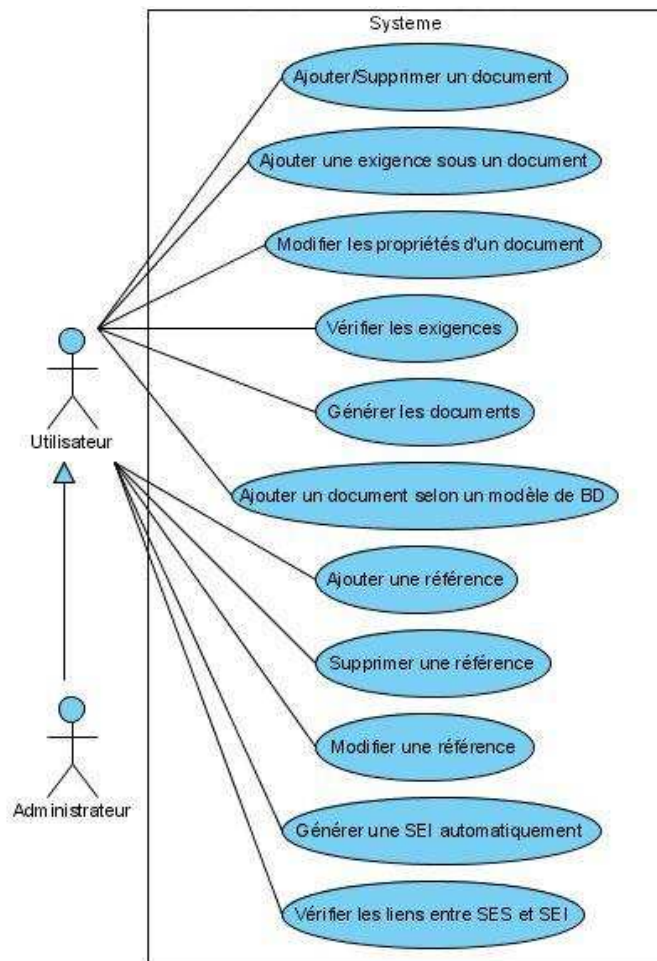 Systeme
Ajouter/Supprimer un document
Ajouter une exigence sous un document
Modifier les propriétés d'un document
Vérifier les exigences
Générer les documents
Utilisateur
Ajouter un document selon un modèle de BD
Ajouter une référence
Supprimer une référence
Modifier une référence
Administrateur
Générer une SEI automatiquement
Vérifier les liens entre SES et SEI